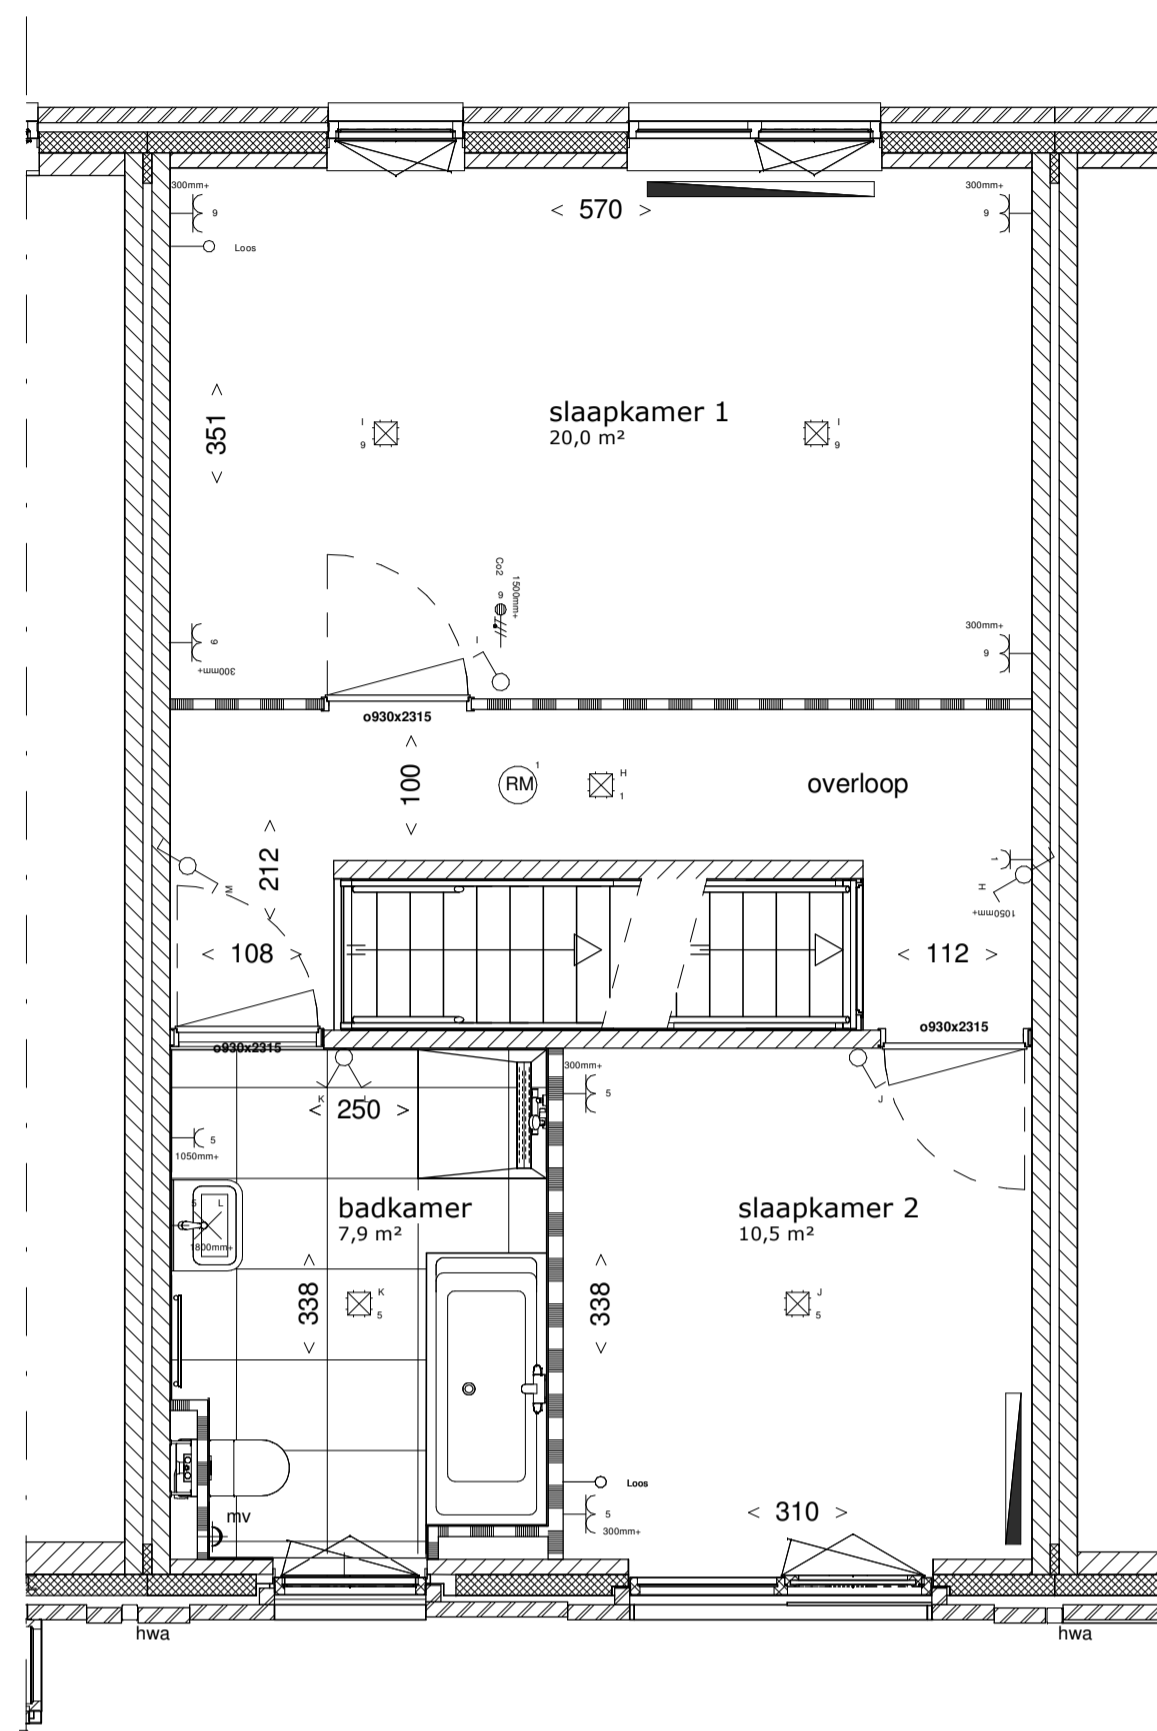 300mm+
9
Loos
< 570 >
300mm+
9
< 351 >
slaapkamer 1
20,0 m²
I
9
I
9
Co2
9
1500mm+
I
9
300mm+
300mm+
9
o930x2315
< 100 >
RM
1
H
1
overloop
< 212 >
M
1
H
1050mm+
< 108 >
< 112 >
o930x2315
o930x2315
K
L
< 250 >
300mm+
5
J
5
1050mm+
5
L
1800mm+
badkamer
7,9 m²
slaapkamer 2
10,5 m²
< 338 >
K
5
< 338 >
J
5
mv
Loos
5
300mm+
< 310 >
hwa
hwa